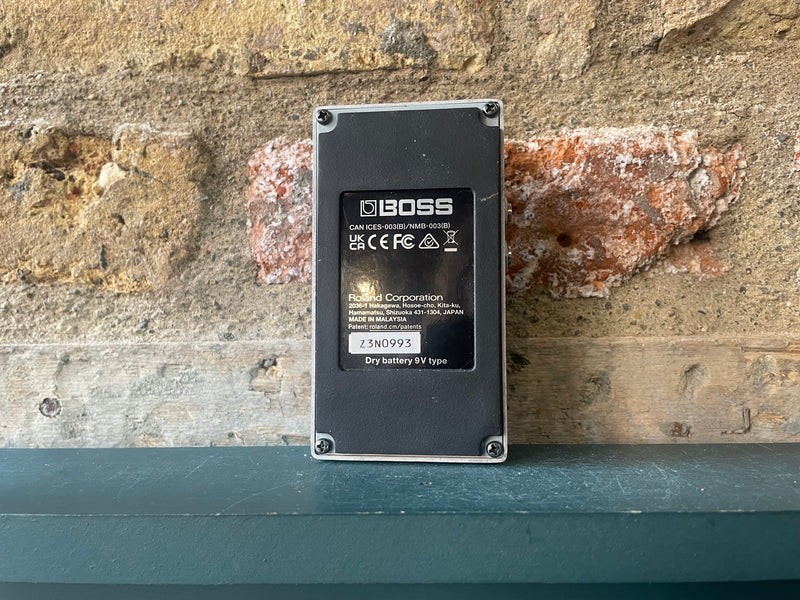 BOSS
CAN ICES-003(B)/NMB-003(B)
UK CA CE FC
Roland Corporation
2036-1 Nakagawa, Hosoe-cho, Kita-ku,
Hamamatsu, Shizuoka 431-1304, JAPAN
MADE IN MALAYSIA
Patent: roland.cm/patents
Z3N0993
Dry battery 9V type